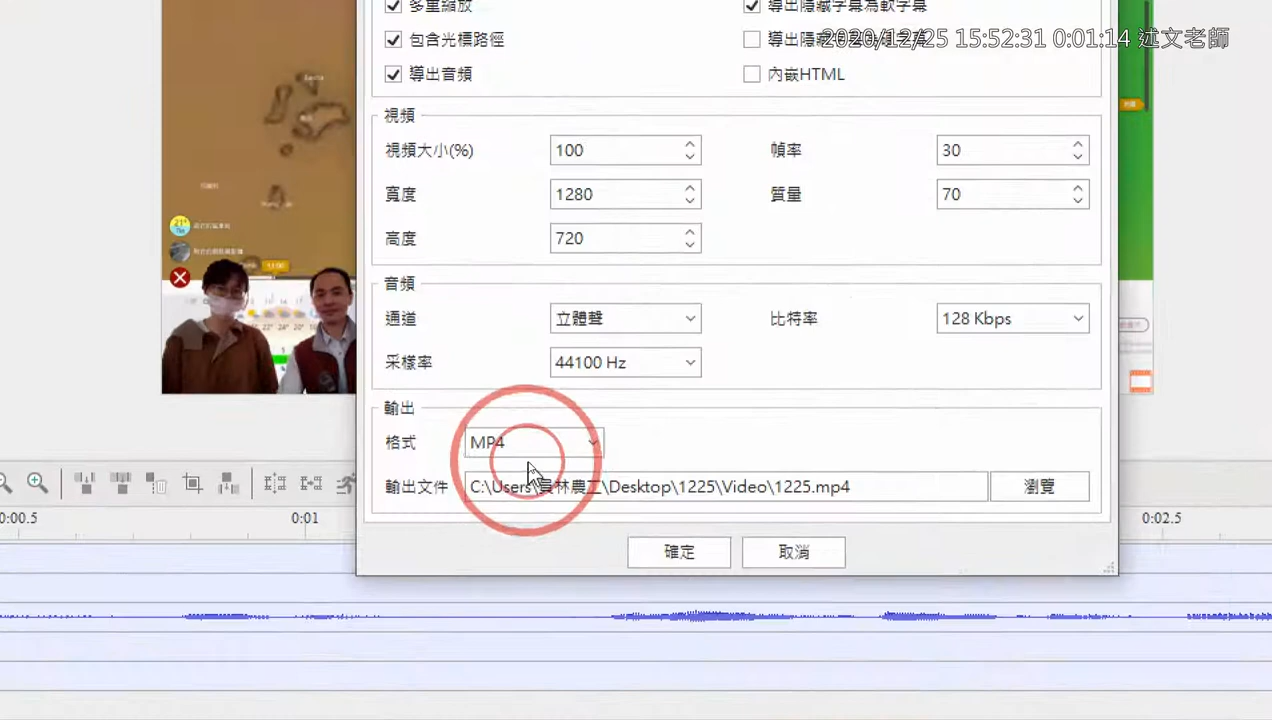 多重縮放
導出隱藏字幕為軟字幕
2020/12/25 15:52:31 0:01:14 述文老師
包含光標路徑
導出音頻
內嵌HTML
視頻
視頻大小(%)
100
幀率
30
寬度
1280
質量
70
高度
720
音頻
通道
立體聲
比特率
128 Kbps
采樣率
44100 Hz
輸出
格式
MP4
輸出文件
C:\Users\員林農工\Desktop\1225\Video\1225.mp4
瀏覽
0:00.5
0:01
0:02.5
確定
取消